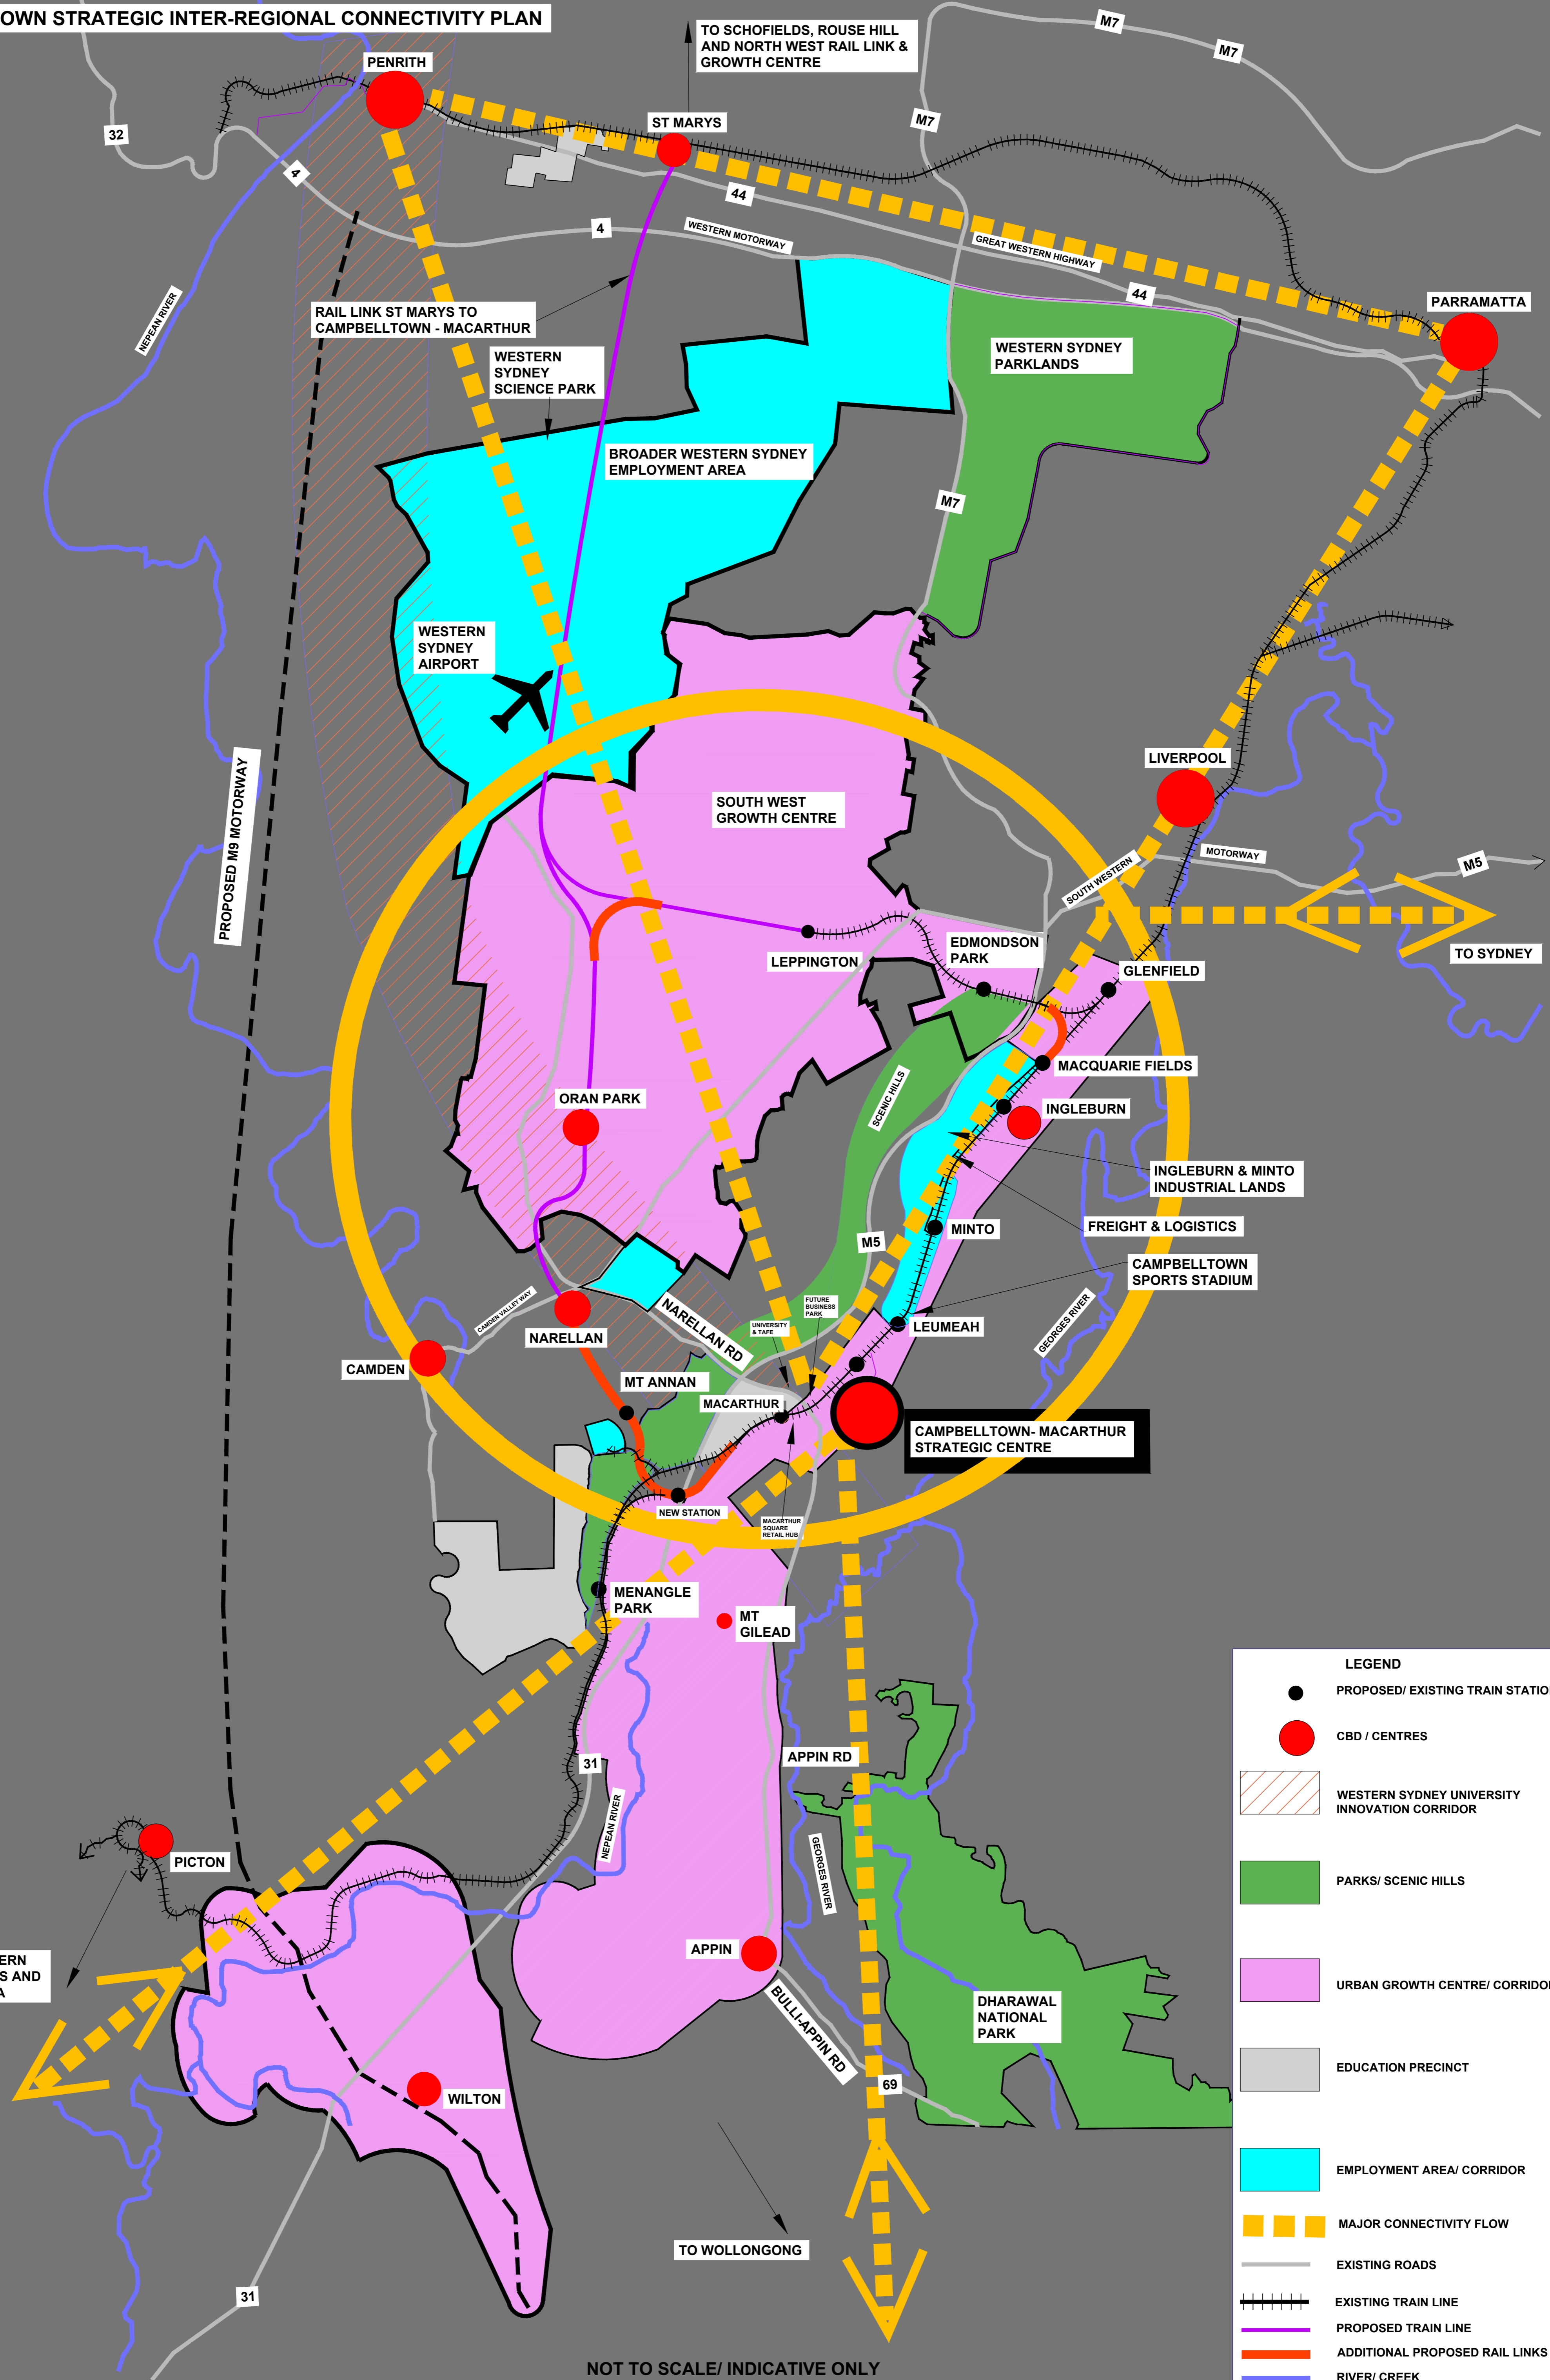 OWN STRATEGIC INTER-REGIONAL CONNECTIVITY PLAN
TO SCHOFIELDS, ROUSE HILL
AND NORTH WEST RAIL LINK &
GROWTH CENTRE
M7
M7
PENRITH
ST MARYS
M7
32
4
44
4
WESTERN MOTORWAY
GREAT WESTERN HIGHWAY
44
PARRAMATTA
NEPEAN RIVER
RAIL LINK ST MARYS TO
CAMPBELLTOWN - MACARTHUR
WESTERN
SYDNEY
SCIENCE PARK
WESTERN SYDNEY
PARKLANDS
BROADER WESTERN SYDNEY
EMPLOYMENT AREA
M7
WESTERN
SYDNEY
AIRPORT
PROPOSED M9 MOTORWAY
LIVERPOOL
SOUTH WEST
GROWTH CENTRE
SOUTH WESTERN
MOTORWAY
M5
LEPPINGTON
EDMONDSON
PARK
GLENFIELD
TO SYDNEY
MACQUARIE FIELDS
ORAN PARK
SCENIC HILLS
INGLEBURN
INGLEBURN & MINTO
INDUSTRIAL LANDS
FREIGHT & LOGISTICS
MINTO
M5
CAMPBELLTOWN
SPORTS STADIUM
CAMDEN VALLEY WAY
NARELLAN RD
FUTURE
BUSINESS
PARK
UNIVERSITY
& TAFE
LEUMEAH
GEORGES RIVER
NARELLAN
CAMDEN
MT ANNAN
MACARTHUR
CAMPBELLTOWN- MACARTHUR
STRATEGIC CENTRE
NEW STATION
MACARTHUR
SQUARE
RETAIL HUB
MENANGLE
PARK
MT
GILEAD
31
APPIN RD
NEPEAN RIVER
GEORGES RIVER
PICTON
ERN
S AND
A
APPIN
BULLI-APPIN RD
DHARAWAL
NATIONAL
PARK
69
WILTON
TO WOLLONGONG
31
NOT TO SCALE/ INDICATIVE ONLY
LEGEND
PROPOSED/ EXISTING TRAIN STATIO
CBD / CENTRES
WESTERN SYDNEY UNIVERSITY
INNOVATION CORRIDOR
PARKS/ SCENIC HILLS
URBAN GROWTH CENTRE/ CORRIDO
EDUCATION PRECINCT
EMPLOYMENT AREA/ CORRIDOR
MAJOR CONNECTIVITY FLOW
EXISTING ROADS
EXISTING TRAIN LINE
PROPOSED TRAIN LINE
ADDITIONAL PROPOSED RAIL LINKS
RIVER/ CREEK